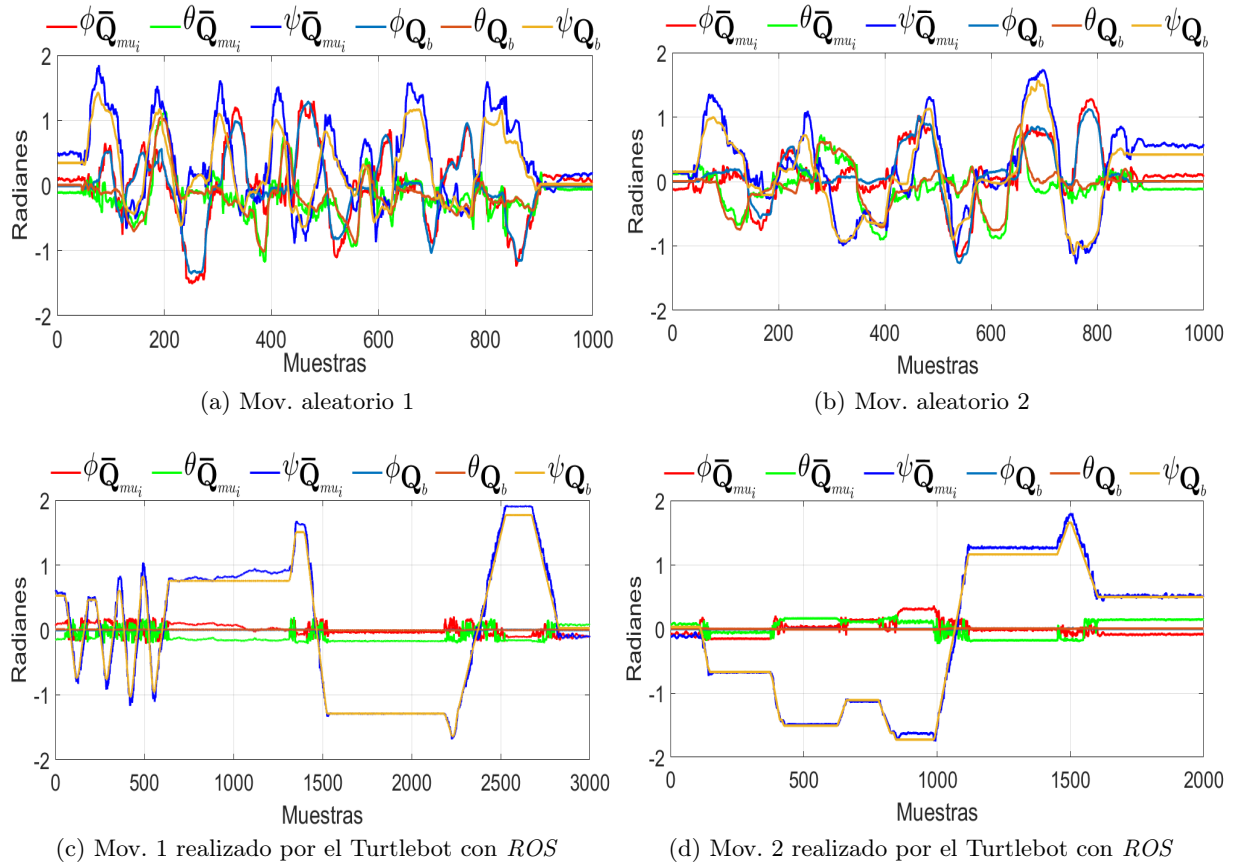 ϕQ̄mui θQ̄mui ψQ̄mui ϕQb θQb ψQb
2
1
0
-1
-2
Radianes
0 200 400 600 800 1000
Muestras
(a) Mov. aleatorio 1
ϕQ̄mui θQ̄mui ψQ̄mui ϕQb θQb ψQb
2
1
0
-1
-2
Radianes
0 200 400 600 800 1000
Muestras
(b) Mov. aleatorio 2
ϕQ̄mui θQ̄mui ψQ̄mui ϕQb θQb ψQb
2
1
0
-1
-2
Radianes
0 500 1000 1500 2000 2500 3000
Muestras
(c) Mov. 1 realizado por el Turtlebot con ROS
ϕQ̄mui θQ̄mui ψQ̄mui ϕQb θQb ψQb
2
1
0
-1
-2
Radianes
0 500 1000 1500 2000
Muestras
(d) Mov. 2 realizado por el Turtlebot con ROS